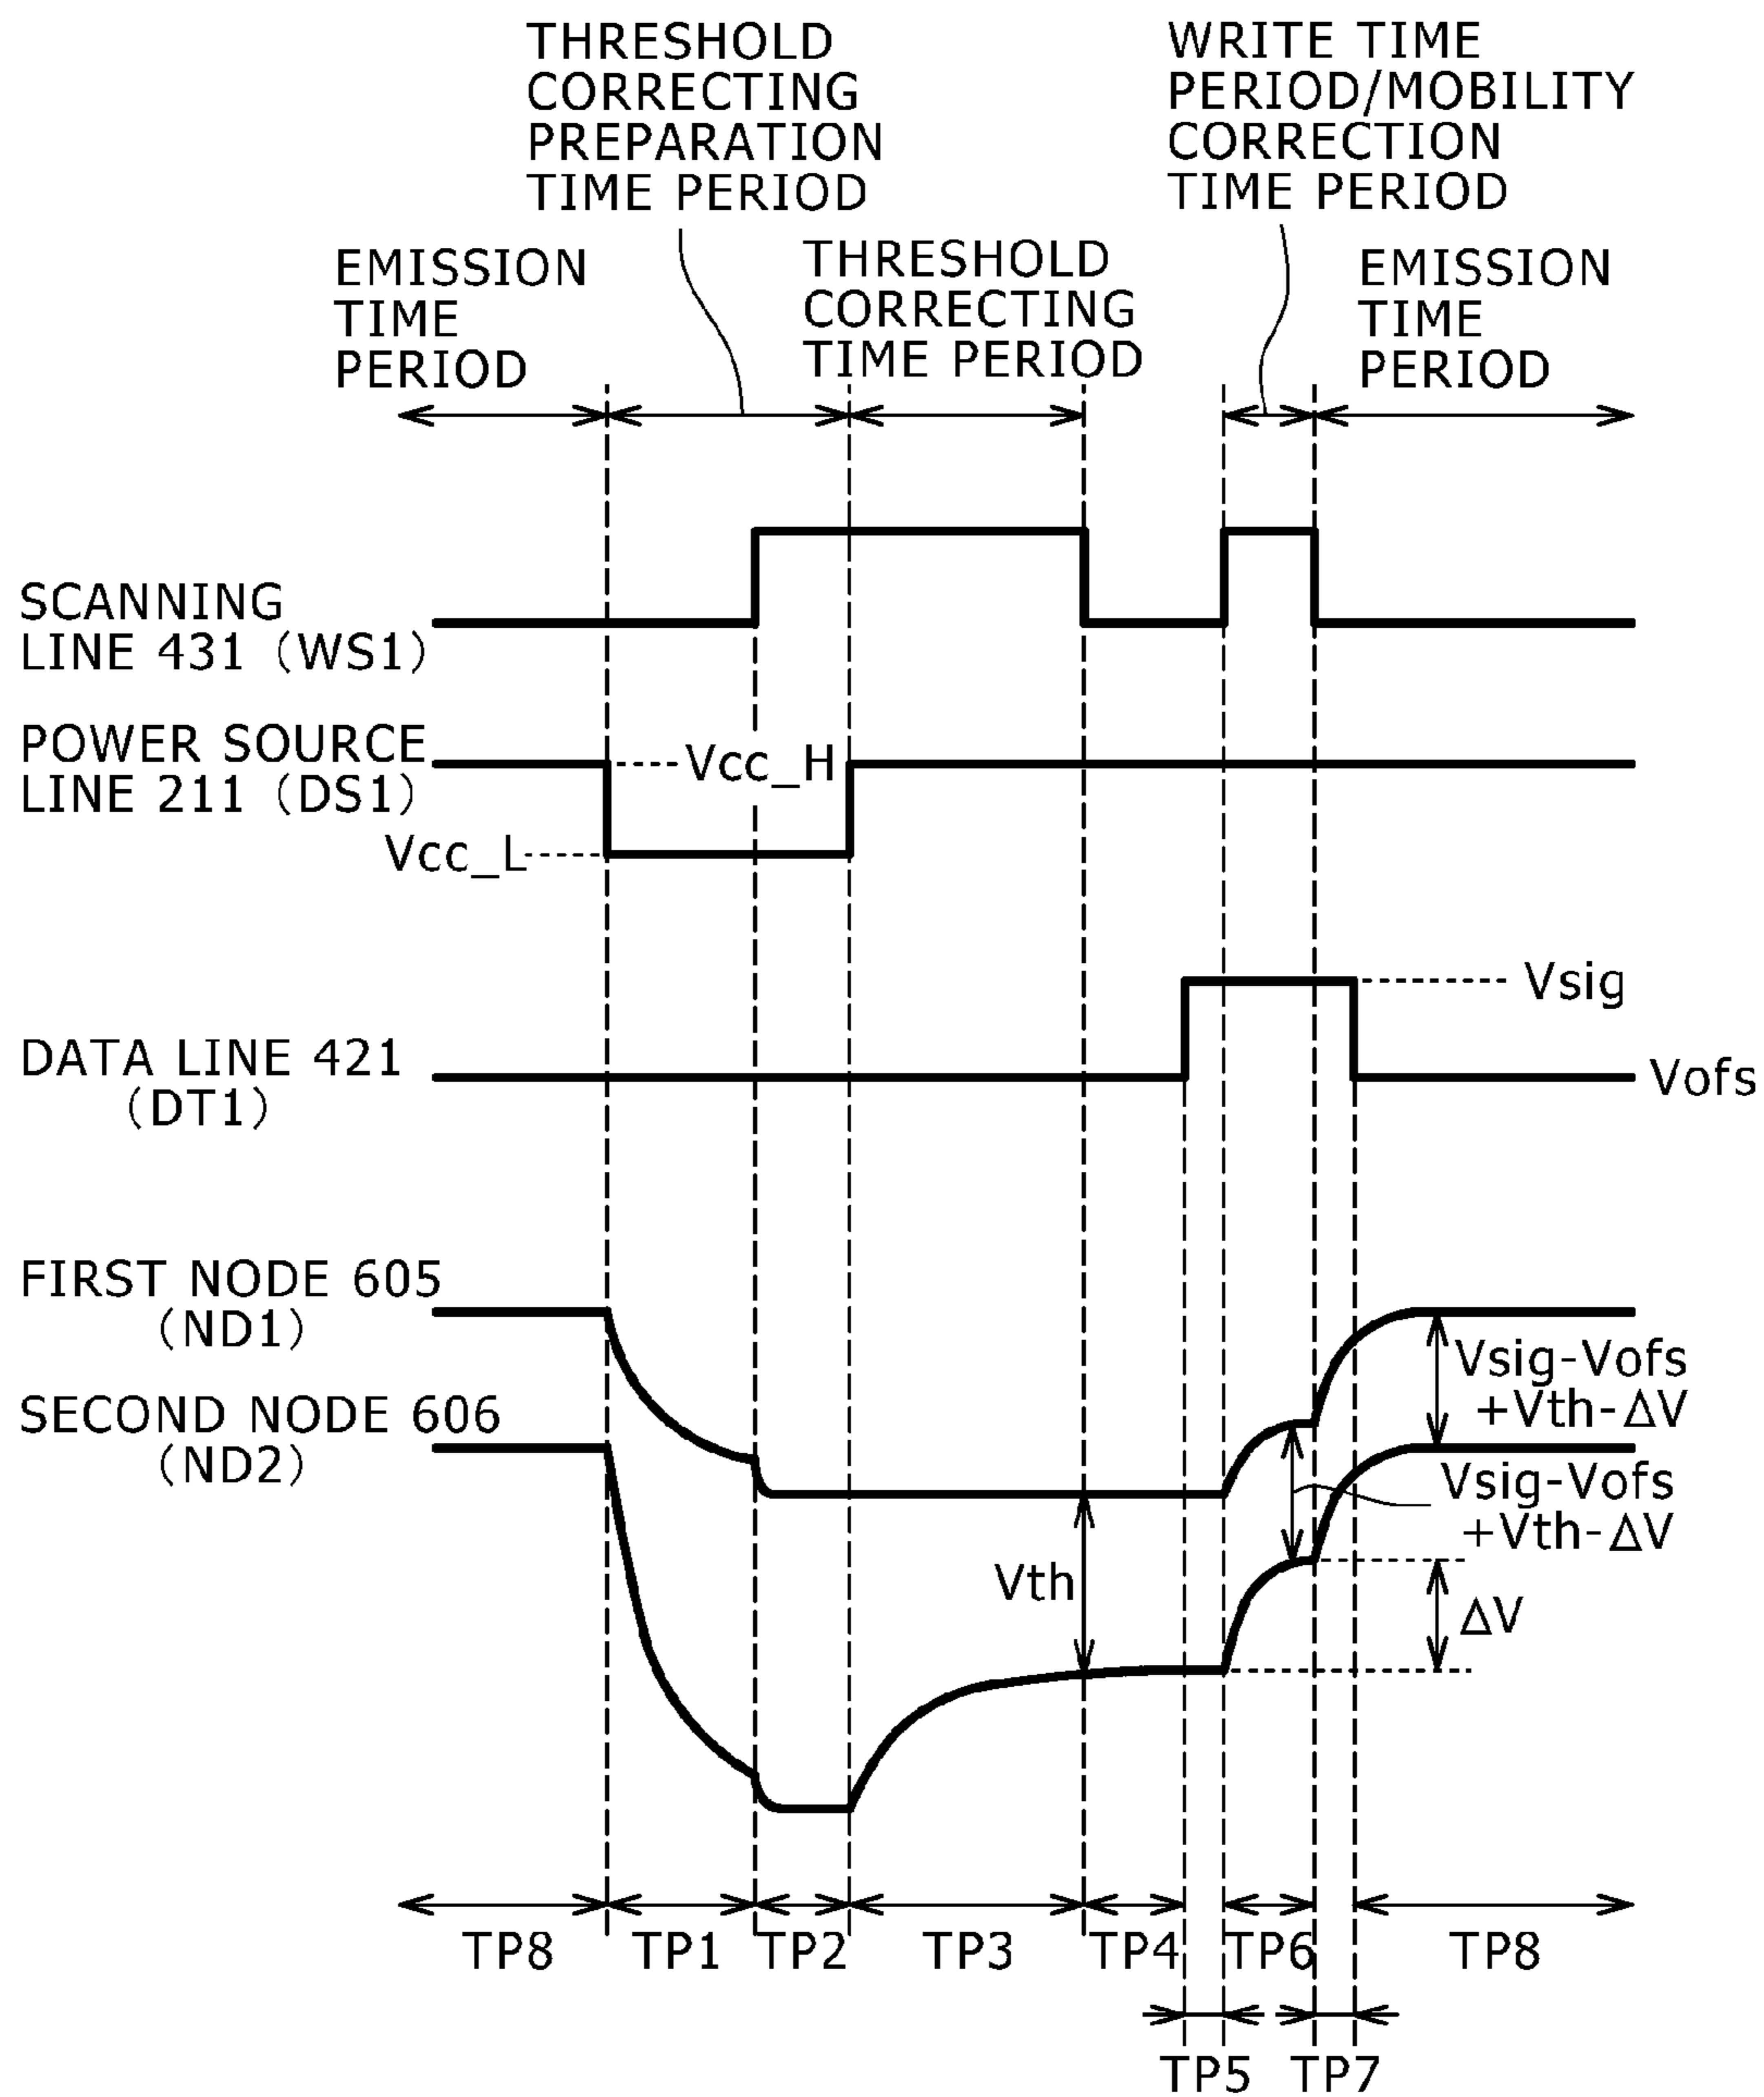 THRESHOLD
CORRECTING
PREPARATION
TIME PERIOD
WRITE TIME
PERIOD/MOBILITY
CORRECTION
TIME PERIOD
EMISSION
TIME
PERIOD
THRESHOLD
CORRECTING
TIME PERIOD
EMISSION
TIME
PERIOD
SCANNING
LINE 431 (WS1)
POWER SOURCE
LINE 211 (DS1)
Vcc_H
Vcc_L
Vsig
DATA LINE 421
(DT1)
Vofs
FIRST NODE 605
(ND1)
Vsig-Vofs
+Vth-ΔV
SECOND NODE 606
(ND2)
Vsig-Vofs
+Vth-ΔV
Vth
ΔV
TP8 TP1 TP2 TP3 TP4 TP6 TP8
TP5 TP7